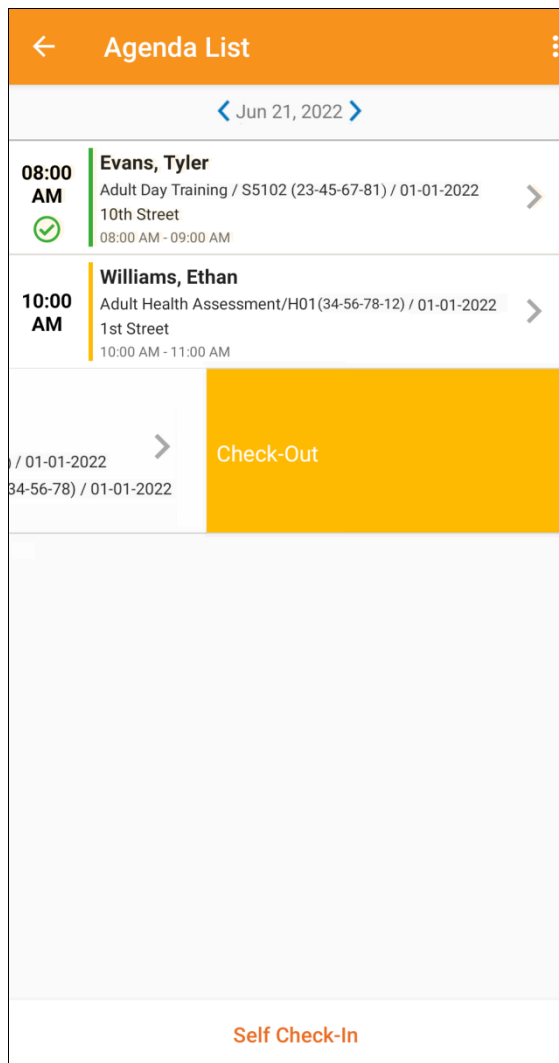 Agenda List
Jun 21, 2022
08:00
AM
Evans, Tyler
Adult Day Training / S5102 (23-45-67-81) / 01-01-2022
10th Street
08:00 AM - 09:00 AM
10:00
AM
Williams, Ethan
Adult Health Assessment/H01(34-56-78-12) / 01-01-2022
1st Street
10:00 AM - 11:00 AM
) / 01-01-2022
34-56-78) / 01-01-2022
Check-Out
Self Check-In